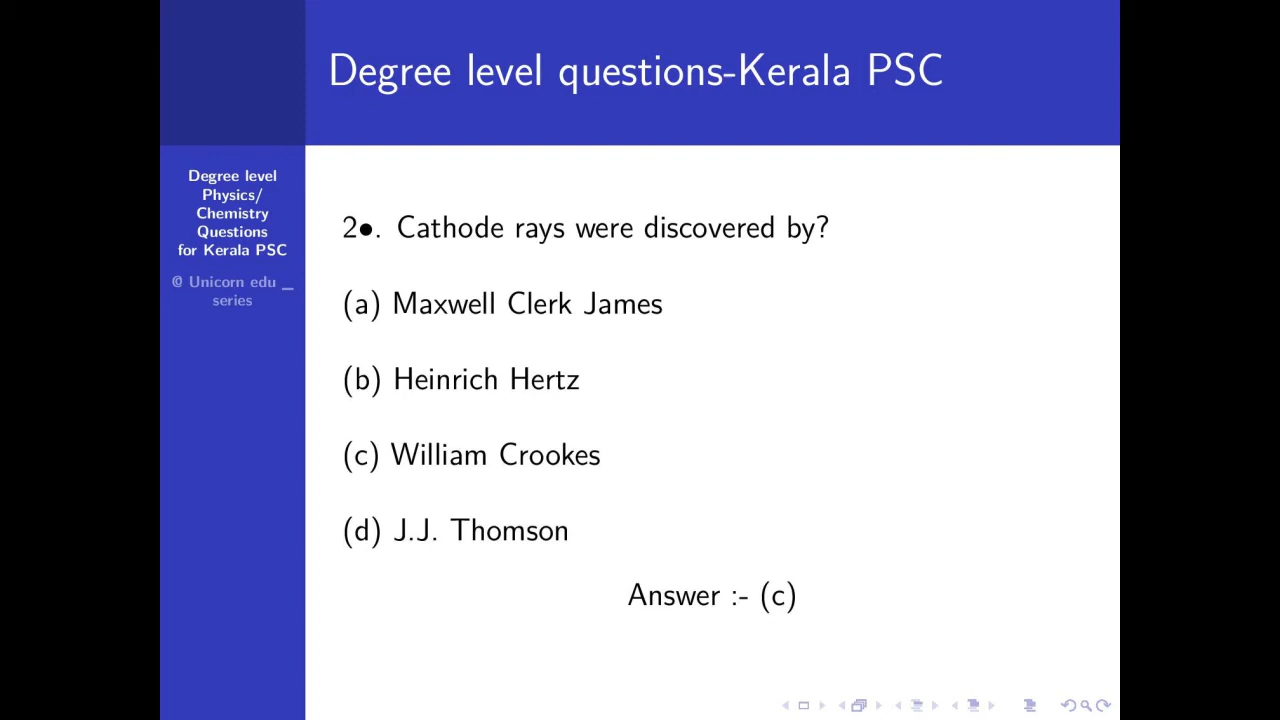 Degree level questions-Kerala PSC
Degree level
Physics/
Chemistry
Questions
for Kerala PSC
@ Unicorn edu _
series
2•. Cathode rays were discovered by?
(a) Maxwell Clerk James
(b) Heinrich Hertz
(c) William Crookes
(d) J.J. Thomson
Answer :- (c)